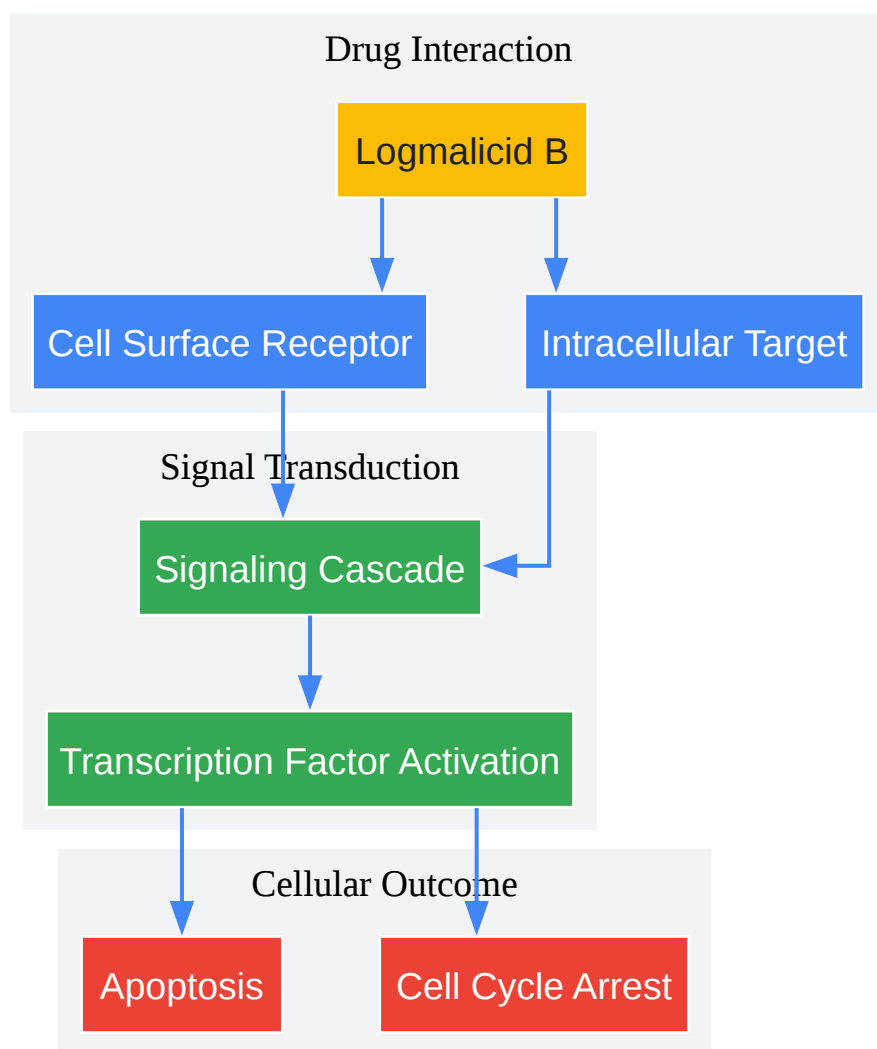 Drug Interaction
Logmalicid B
Cell Surface Receptor
Intracellular Target
Signal Transduction
Signaling Cascade
Transcription Factor Activation
Cellular Outcome
Apoptosis
Cell Cycle Arrest